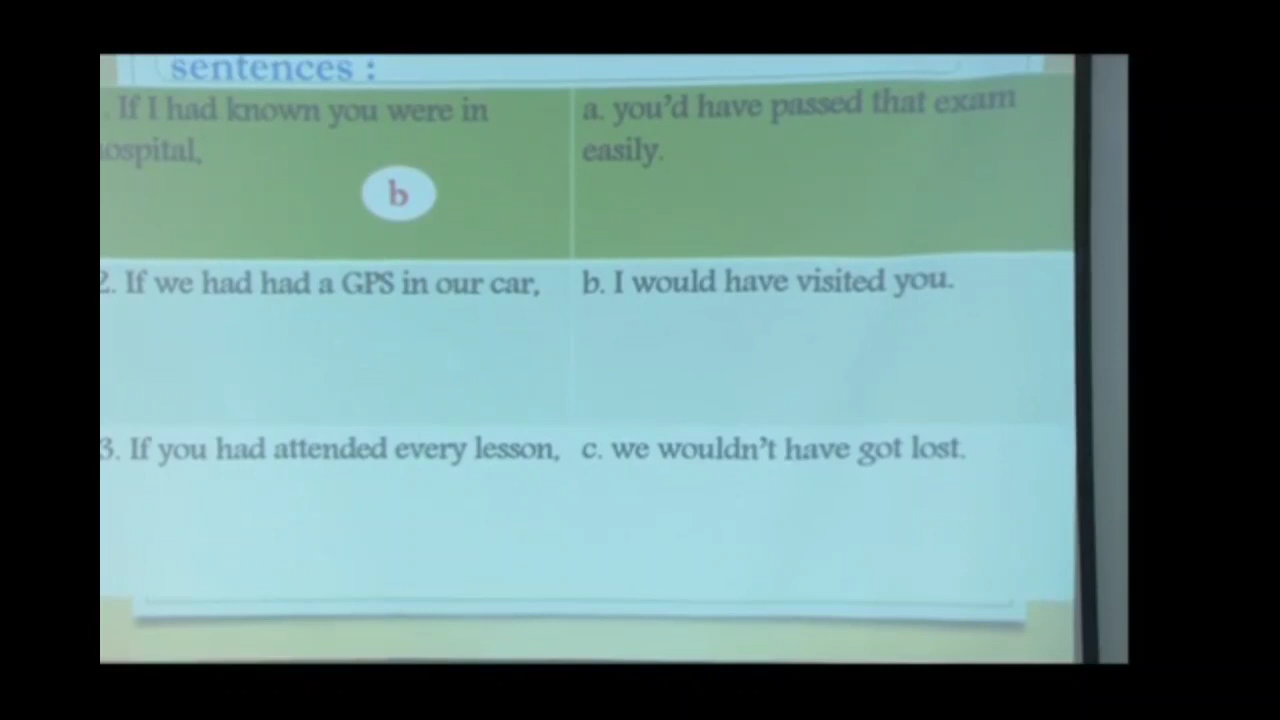 sentences :
. If I had known you were in
ospital,
b
a. you'd have passed that exam
easily.
2. If we had had a GPS in our car,
b. I would have visited you.
3. If you had attended every lesson,
c. we wouldn't have got lost.